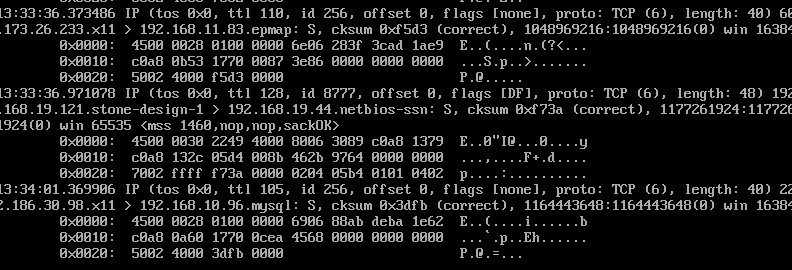 13:33:36.373486 IP (tos 0x0, ttl 110, id 256, offset 0, flags [none], proto: TCP (6), length: 40) 60
.173.26.233.x11 > 192.168.11.83.epmap: S, cksum 0xf5d3 (correct), 1048969216:1048969216(0) win 16384
0x0000: 4500 0028 0100 0000 6e06 283f 3cad 1ae9 E..(....n.(?<...
0x0010: c0a8 0b53 1770 0087 3e86 0000 0000 0000 ...S.p..>.......
0x0020: 5002 4000 f5d3 0000 P.@.....
13:33:36.971078 IP (tos 0x0, ttl 128, id 8777, offset 0, flags [DF], proto: TCP (6), length: 48) 192
.168.19.121.stone-design-1 > 192.168.19.44.netbios-ssn: S, cksum 0xf73a (correct), 1177261924:117726
1924(0) win 65535 <mss 1460,nop,nop,sackOK>
0x0000: 4500 0030 2249 4000 8006 3089 c0a8 1379 E..0"I@...0....y
0x0010: c0a8 132c 05d4 008b 462b 9764 0000 0000 ...,....F+.d....
0x0020: 7002 ffff f73a 0000 0204 05b4 0101 0402 p....:..........
13:34:01.369906 IP (tos 0x0, ttl 105, id 256, offset 0, flags [none], proto: TCP (6), length: 40) 22
2.186.30.98.x11 > 192.168.10.96.mysql: S, cksum 0x3dfb (correct), 1164443648:1164443648(0) win 16384
0x0000: 4500 0028 0100 0000 6906 88ab deba 1e62 E..(....i......b
0x0010: c0a8 0a60 1770 0cea 4568 0000 0000 0000 ...`.p..Eh......
0x0020: 5002 4000 3dfb 0000 P.@.=...